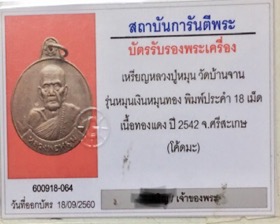 สถาบันการันตีพระ
บัตรรับรองพระเครื่อง
เหรียญหลวงปู่หมุน วัดบ้านจาน
รุ่นหมุนเงินหมุนทอง พิมพ์ประคำ 18 เม็ด
เนื้อทองแดง ปี 2542 จ.ศรีสะเกษ
(โค้ดมะ)
600918-064
วันที่ออกบัตร 18/09/2560
/ เจ้าของพระ